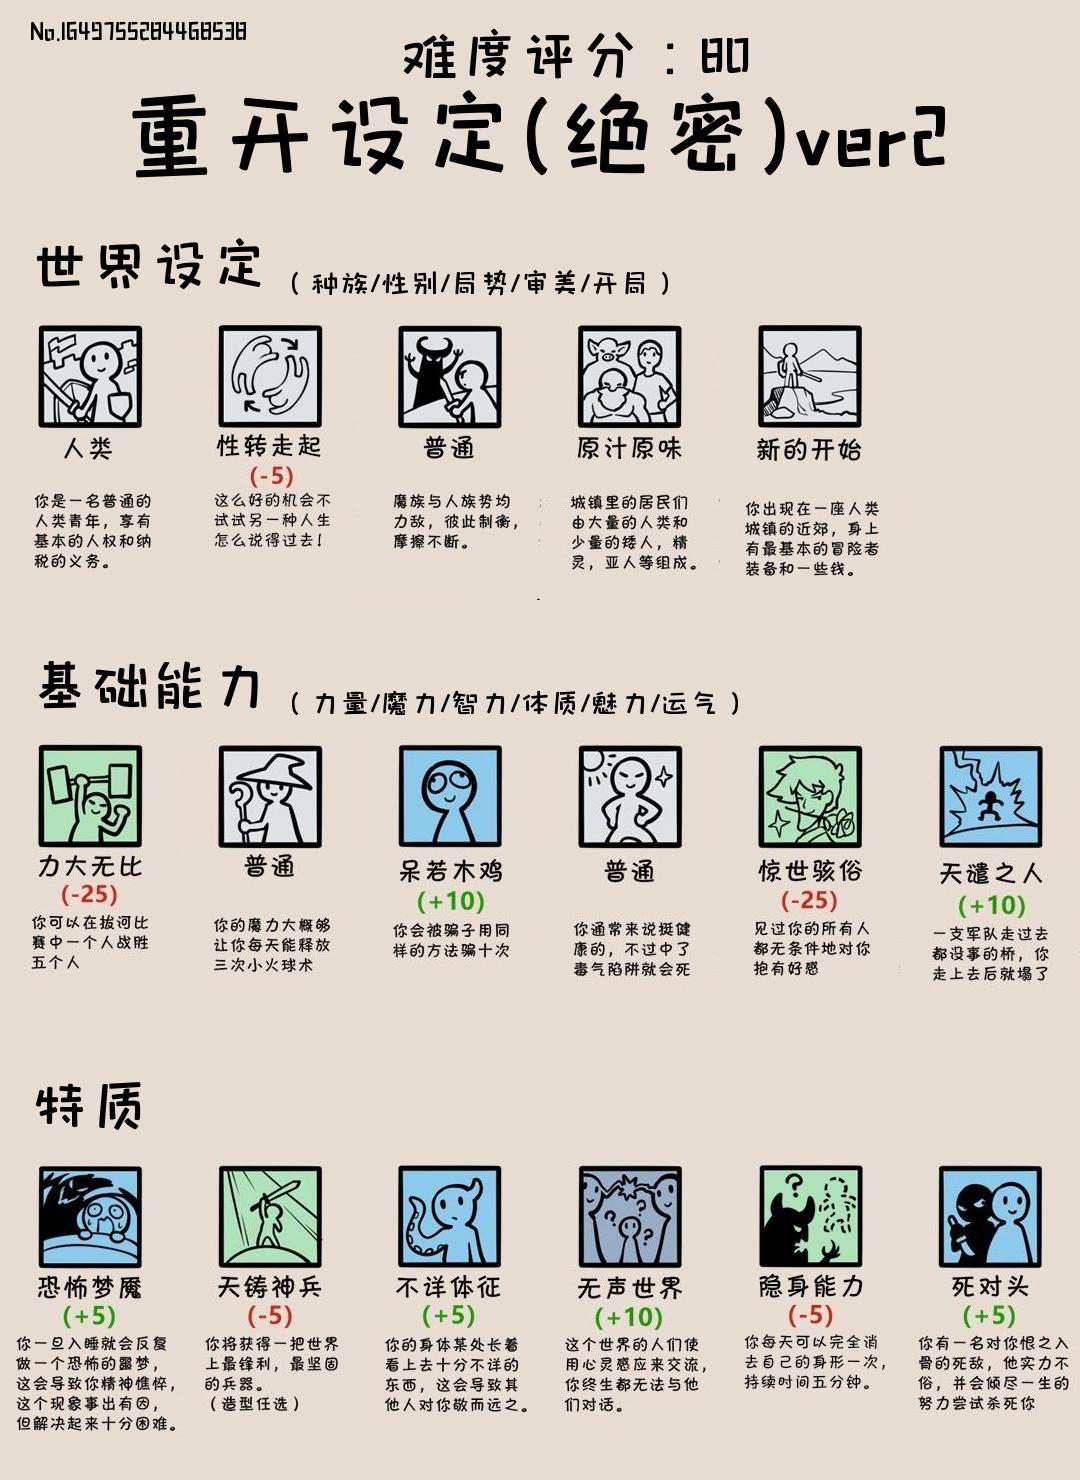 No.1649755284468538
难度评分：80
重开设定(绝密)ver2
世界设定（种族/性别/局势/审美/开局）
人类
你是一名普通的
人类青年，享有
基本的人权和纳
税的义务。
性转走起
(-5)
这么好的机会不
试试另一种人生
怎么说得过去！
普通
魔族与人族势均
力敌，彼此制衡，
摩擦不断。
原汁原味
城镇里的居民们
由大量的人类和
少量的矮人，精
灵，亚人等组成。
新的开始
你出现在一座人类
城镇的近郊，身上
有最基本的冒险者
装备和一些钱。
基础能力（力量/魔力/智力/体质/魅力/运气）
力大无比
(-25)
你可以在拔河比
赛中一个人战胜
五个人
普通
你的魔力大概够
让你每天能释放
三次小火球术
呆若木鸡
(+10)
你会被骗子用同
样的方法骗十次
普通
你通常来说挺健
康的，不过中了
毒气陷阱就会死
惊世骇俗
(-25)
见过你的所有人
都无条件地对你
抱有好感
天谴之人
(+10)
一支军队走过去
都没事的桥，你
走上去后就塌了
特质
恐怖梦魇
(+5)
你一旦入睡就会反复
做一个恐怖的噩梦，
这会导致你精神憔悴，
这个现象事出有因，
但解决起来十分困难。
天铸神兵
(-5)
你将获得一把世界
上最锋利，最坚固
的兵器。
（造型任选）
不详体征
(+5)
你的身体某处长着
看上去十分不详的
东西，这会导致其
他人对你敬而远之。
无声世界
(+10)
这个世界的人们使
用心灵感应来交流，
你终生都无法与他
们对话。
隐身能力
(-5)
你每天可以完全消
去自己的身形一次，
持续时间五分钟。
死对头
(+5)
你有一名对你恨之入
骨的死敌，他实力不
俗，并会倾尽一生的
努力尝试杀死你